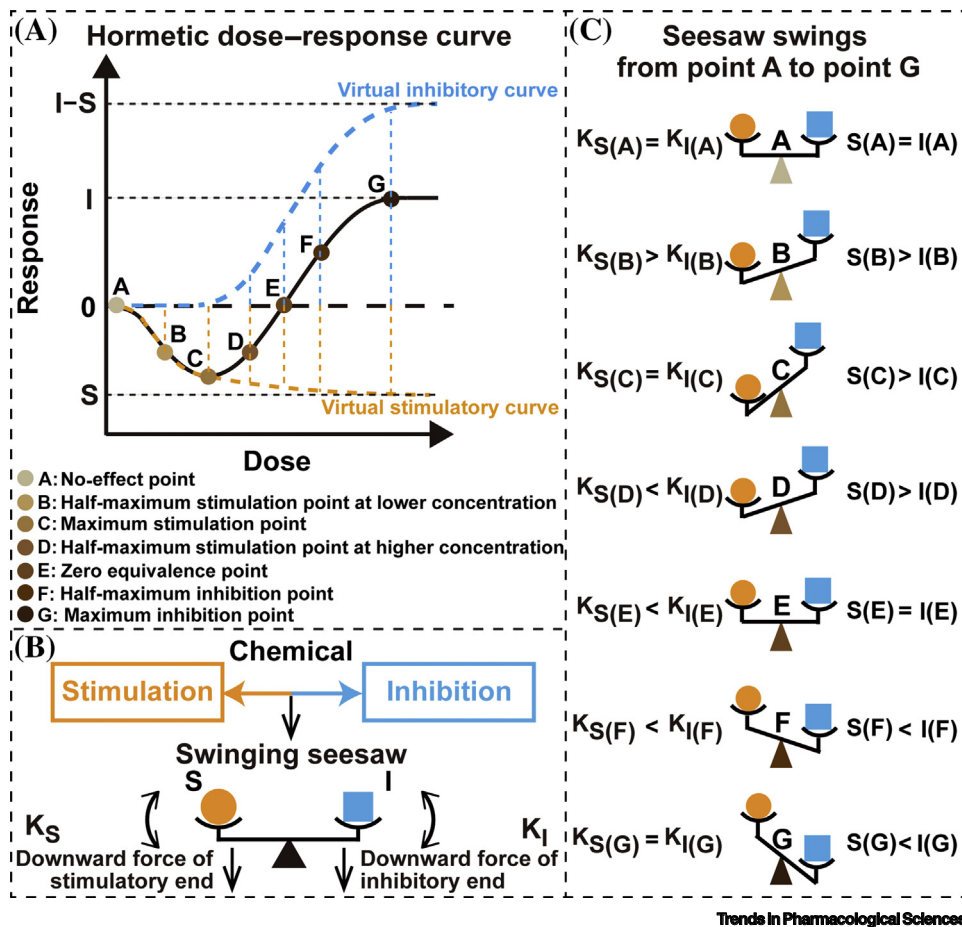 (A)
Hormetic dose–response curve
I–S
Virtual inhibitory curve
G
I
Response
F
A
E
0
B
D
C
S
Virtual stimulatory curve
Dose
A: No-effect point
B: Half-maximum stimulation point at lower concentration
C: Maximum stimulation point
D: Half-maximum stimulation point at higher concentration
E: Zero equivalence point
F: Half-maximum inhibition point
G: Maximum inhibition point
(B)
Chemical
Stimulation
Inhibition
Swinging seesaw
S
I
KS
KI
Downward force of
stimulatory end
Downward force of
inhibitory end
(C)
Seesaw swings
from point A to point G
KS(A) = KI(A) A S(A) = I(A)
KS(B) > KI(B) B S(B) > I(B)
KS(C) = KI(C) C S(C) > I(C)
KS(D) < KI(D) D S(D) > I(D)
KS(E) < KI(E) E S(E) = I(E)
KS(F) < KI(F) F S(F) < I(F)
KS(G) = KI(G) G S(G) < I(G)
Trends in Pharmacological Sciences